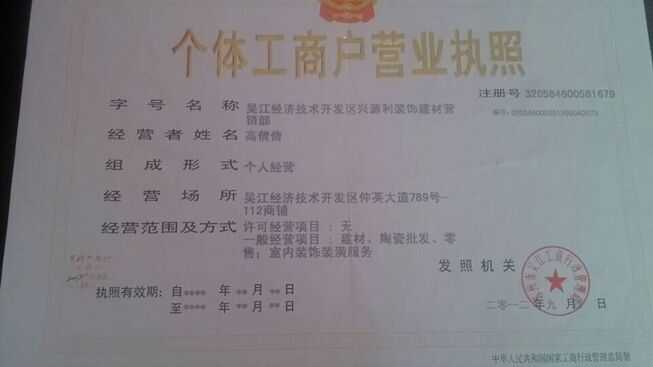 个体工商户营业执照
注册号 320584600581679
编号: 320584000201209040073
字号名称 吴江经济技术开发区兴源利装饰建材营
销部
经营者姓名 高倩倩
组成形式 个人经营
经营场所 吴江经济技术开发区仲英大道789号-
112商铺
经营范围及方式 许可经营项目：无
一般经营项目：建材、陶瓷批发、零
售；室内装饰装潢服务
发照机关
执照有效期：自**** 年 ** 月 ** 日
至**** 年 ** 月 ** 日
二零一二年九月 日
中华人民共和国国家工商行政管理总局制